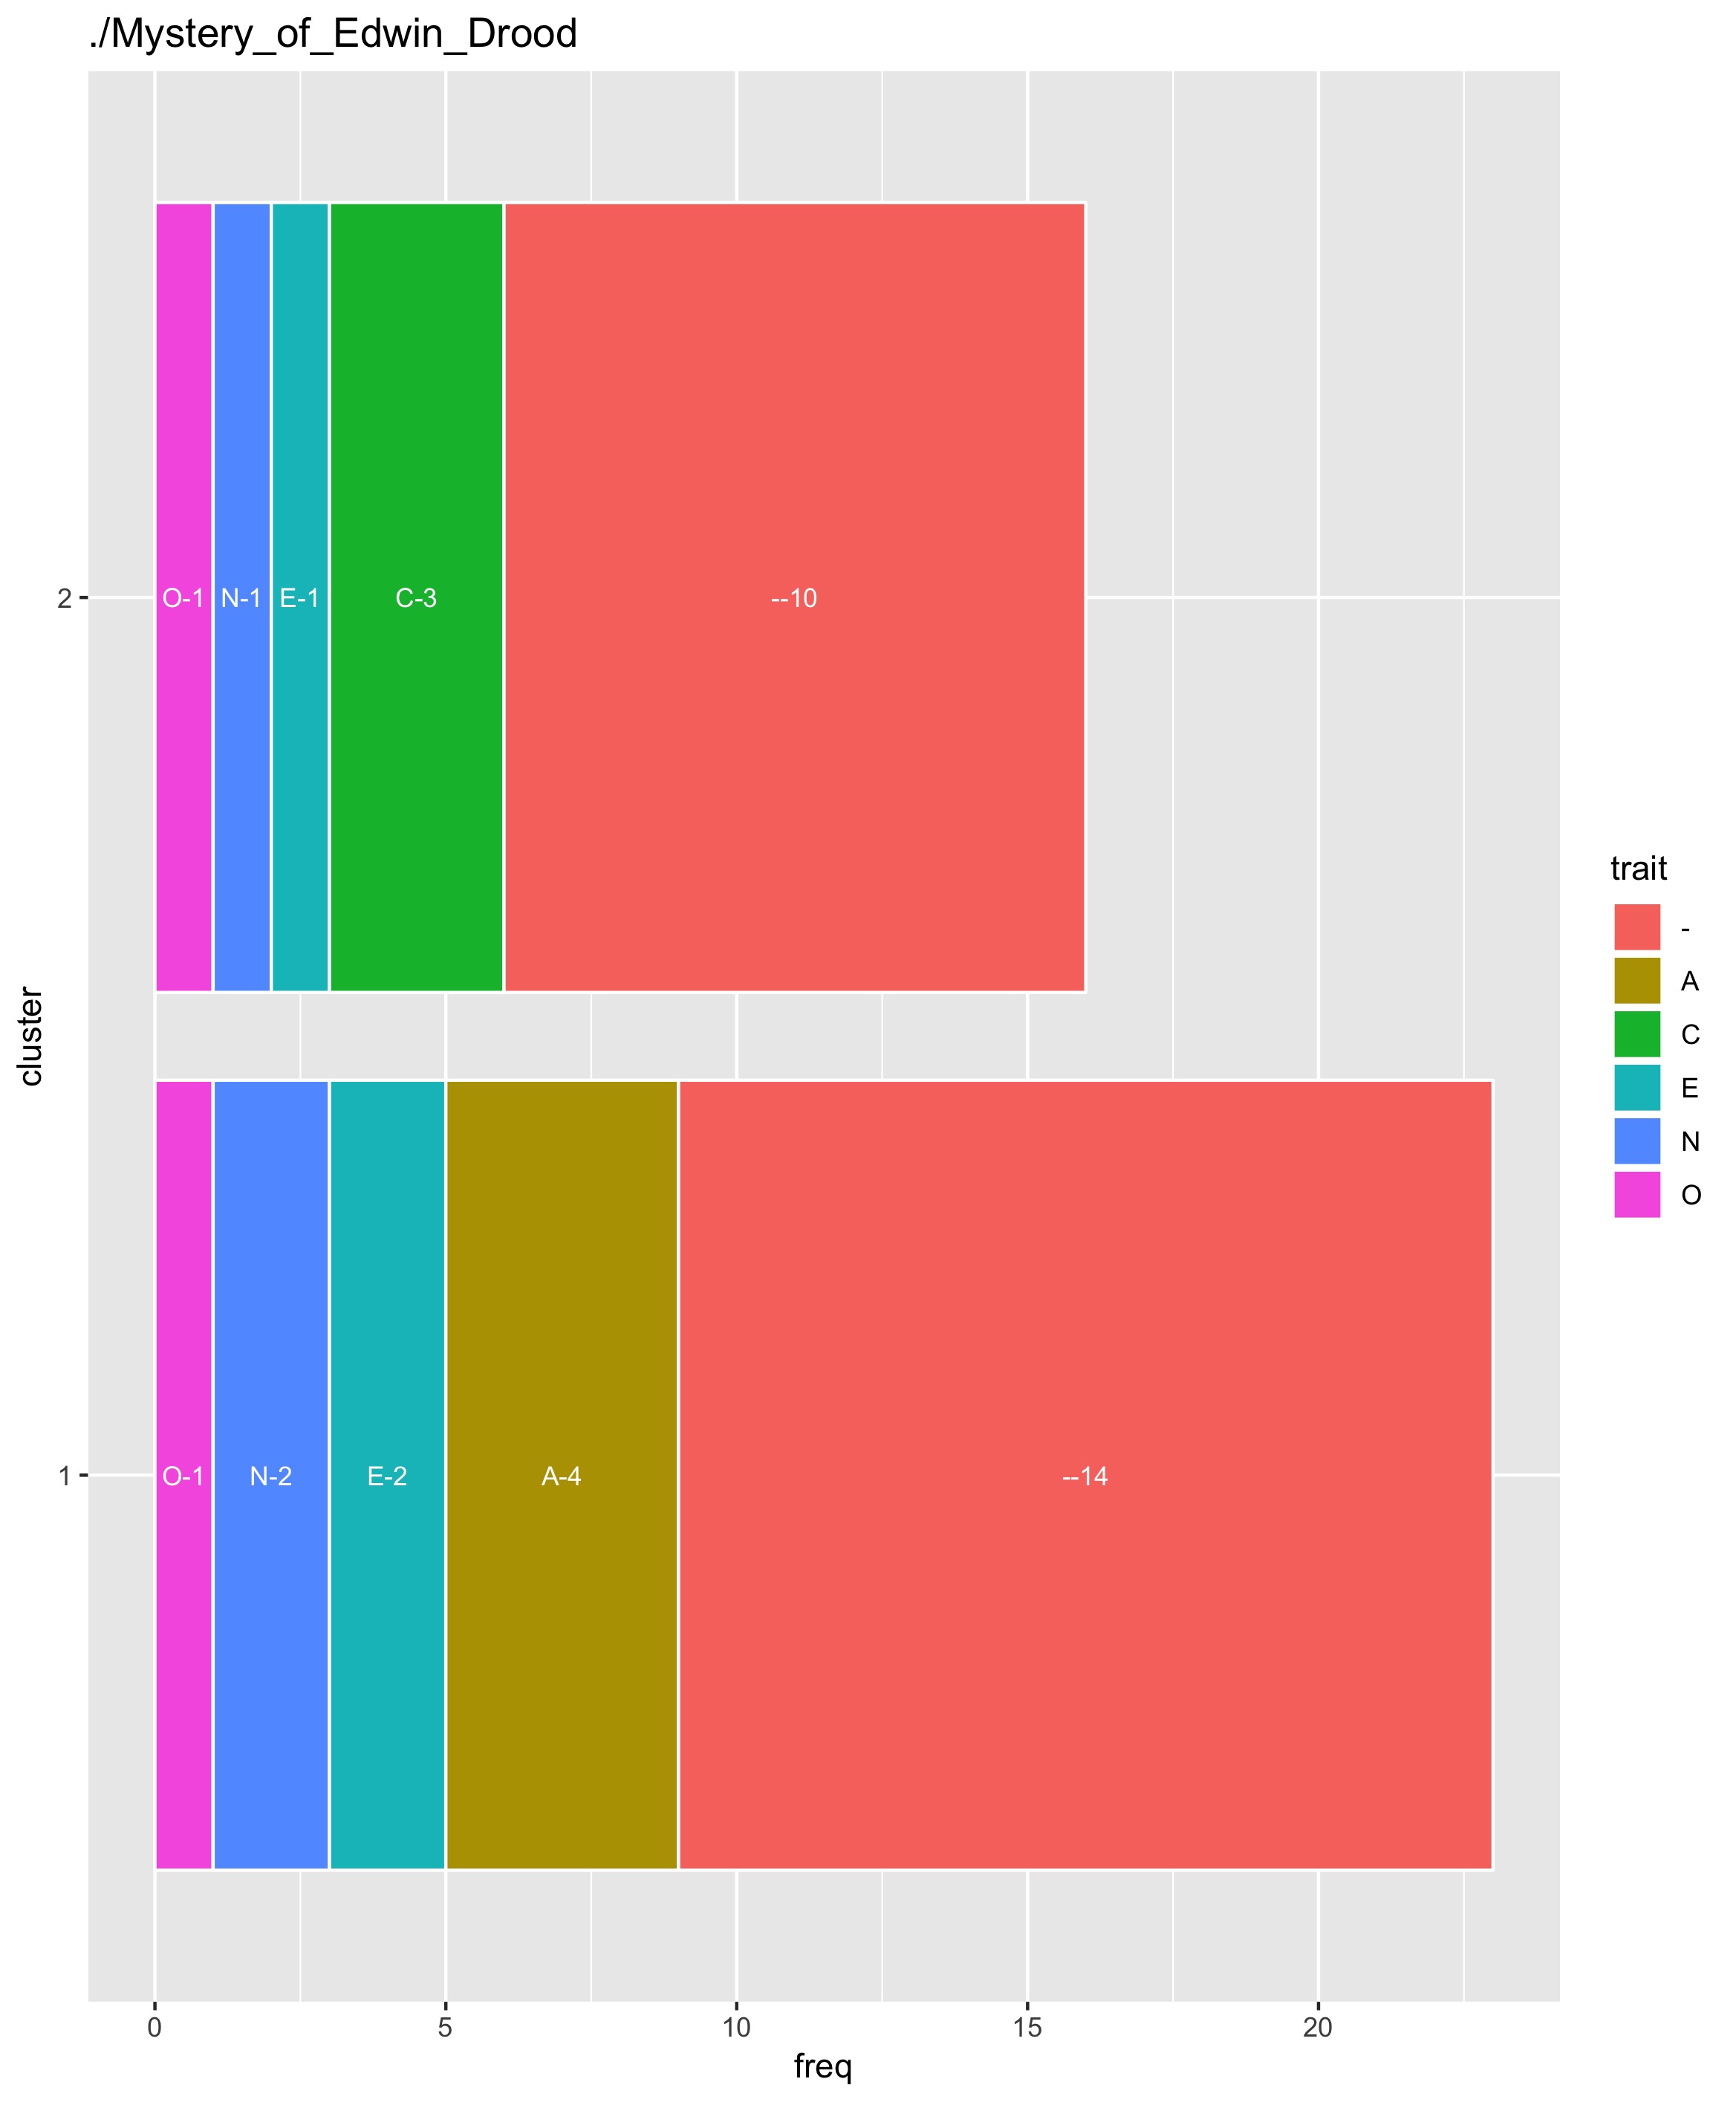 ./Mystery_of_Edwin_Drood
2
O-1 N-1 E-1 C-3 --10
cluster
1
O-1 N-2 E-2 A-4 --14
0 5 10 15 20
freq
trait
-
A
C
E
N
O